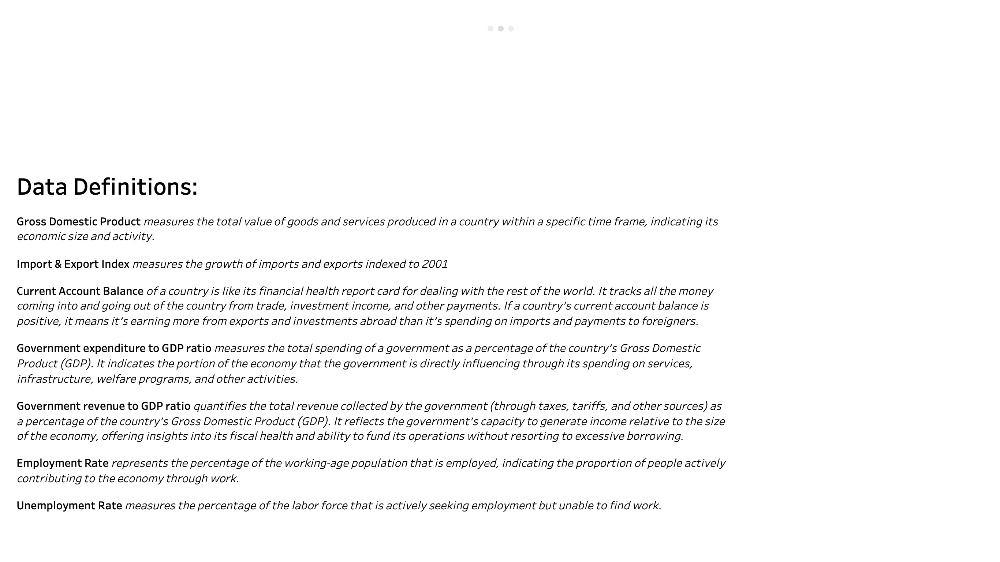 Data Definitions:
Gross Domestic Product measures the total value of goods and services produced in a country within a specific time frame, indicating its
economic size and activity.
Import & Export Index measures the growth of imports and exports indexed to 2001
Current Account Balance of a country is like its financial health report card for dealing with the rest of the world. It tracks all the money
coming into and going out of the country from trade, investment income, and other payments. If a country's current account balance is
positive, it means it's earning more from exports and investments abroad than it's spending on imports and payments to foreigners.
Government expenditure to GDP ratio measures the total spending of a government as a percentage of the country's Gross Domestic
Product (GDP). It indicates the portion of the economy that the government is directly influencing through its spending on services,
infrastructure, welfare programs, and other activities.
Government revenue to GDP ratio quantifies the total revenue collected by the government (through taxes, tariffs, and other sources) as
a percentage of the country's Gross Domestic Product (GDP). It reflects the government's capacity to generate income relative to the size
of the economy, offering insights into its fiscal health and ability to fund its operations without resorting to excessive borrowing.
Employment Rate represents the percentage of the working-age population that is employed, indicating the proportion of people actively
contributing to the economy through work.
Unemployment Rate measures the percentage of the labor force that is actively seeking employment but unable to find work.